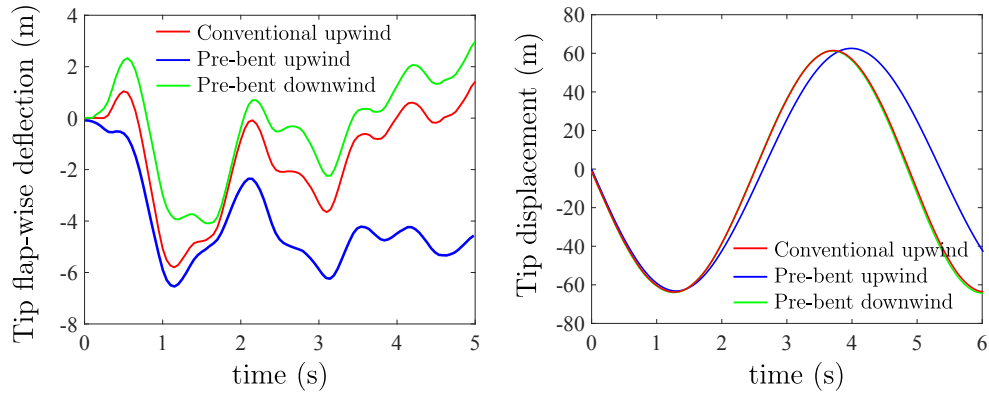 Tip flap-wise deflection (m)
4
2
0
-2
-4
-6
-8
Conventional upwind
Pre-bent upwind
Pre-bent downwind
0 1 2 3 4 5
time (s)
Tip displacement (m)
80
60
40
20
0
-20
-40
-60
-80
Conventional upwind
Pre-bent upwind
Pre-bent downwind
0 1 2 3 4 5 6
time (s)